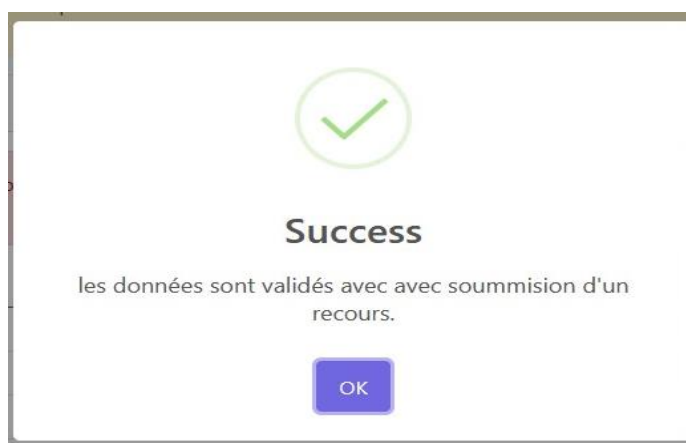 Success
les données sont validés avec avec soummision d'un
recours.
OK